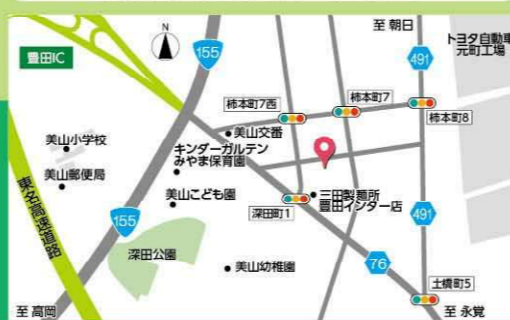 至 朝日
N
155
トヨタ自動車
元町工場
豊田IC
491
柿本町7西
柿本町7
柿本町8
美山小学校
美山交番
キンダーガルテン
みやま保育園
美山郵便局
三田製麺所
豊田インター店
美山こども園
深田町1
東名高速道路
155
491
深田公園
76
美山幼稚園
土橋町5
至 高岡
至 永覚